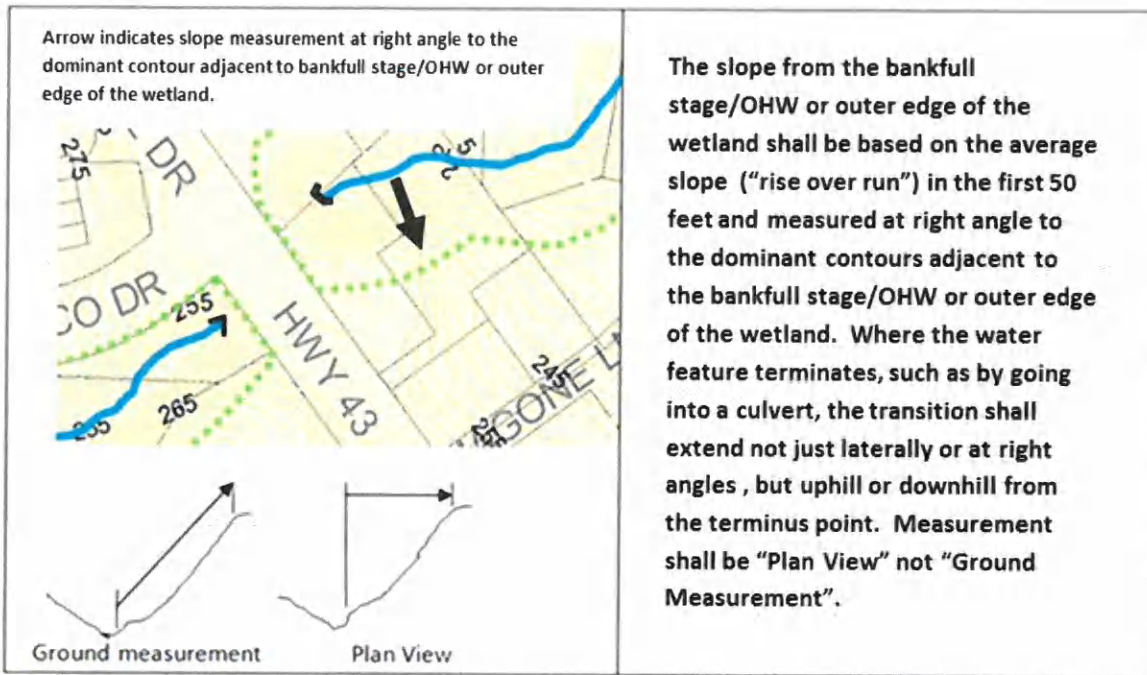 Arrow indicates slope measurement at right angle to the
dominant contour adjacent to bankfull stage/OHW or outer
edge of the wetland.
275
DR
CO DR
255
HWY 43
265
255
245
GONE
Ground measurement
Plan View
The slope from the bankfull
stage/OHW or outer edge of the
wetland shall be based on the average
slope ("rise over run") in the first 50
feet and measured at right angle to
the dominant contours adjacent to
the bankfull stage/OHW or outer edge
of the wetland.  Where the water
feature terminates, such as by going
into a culvert, the transition shall
extend not just laterally or at right
angles , but uphill or downhill from
the terminus point.  Measurement
shall be "Plan View" not "Ground
Measurement".